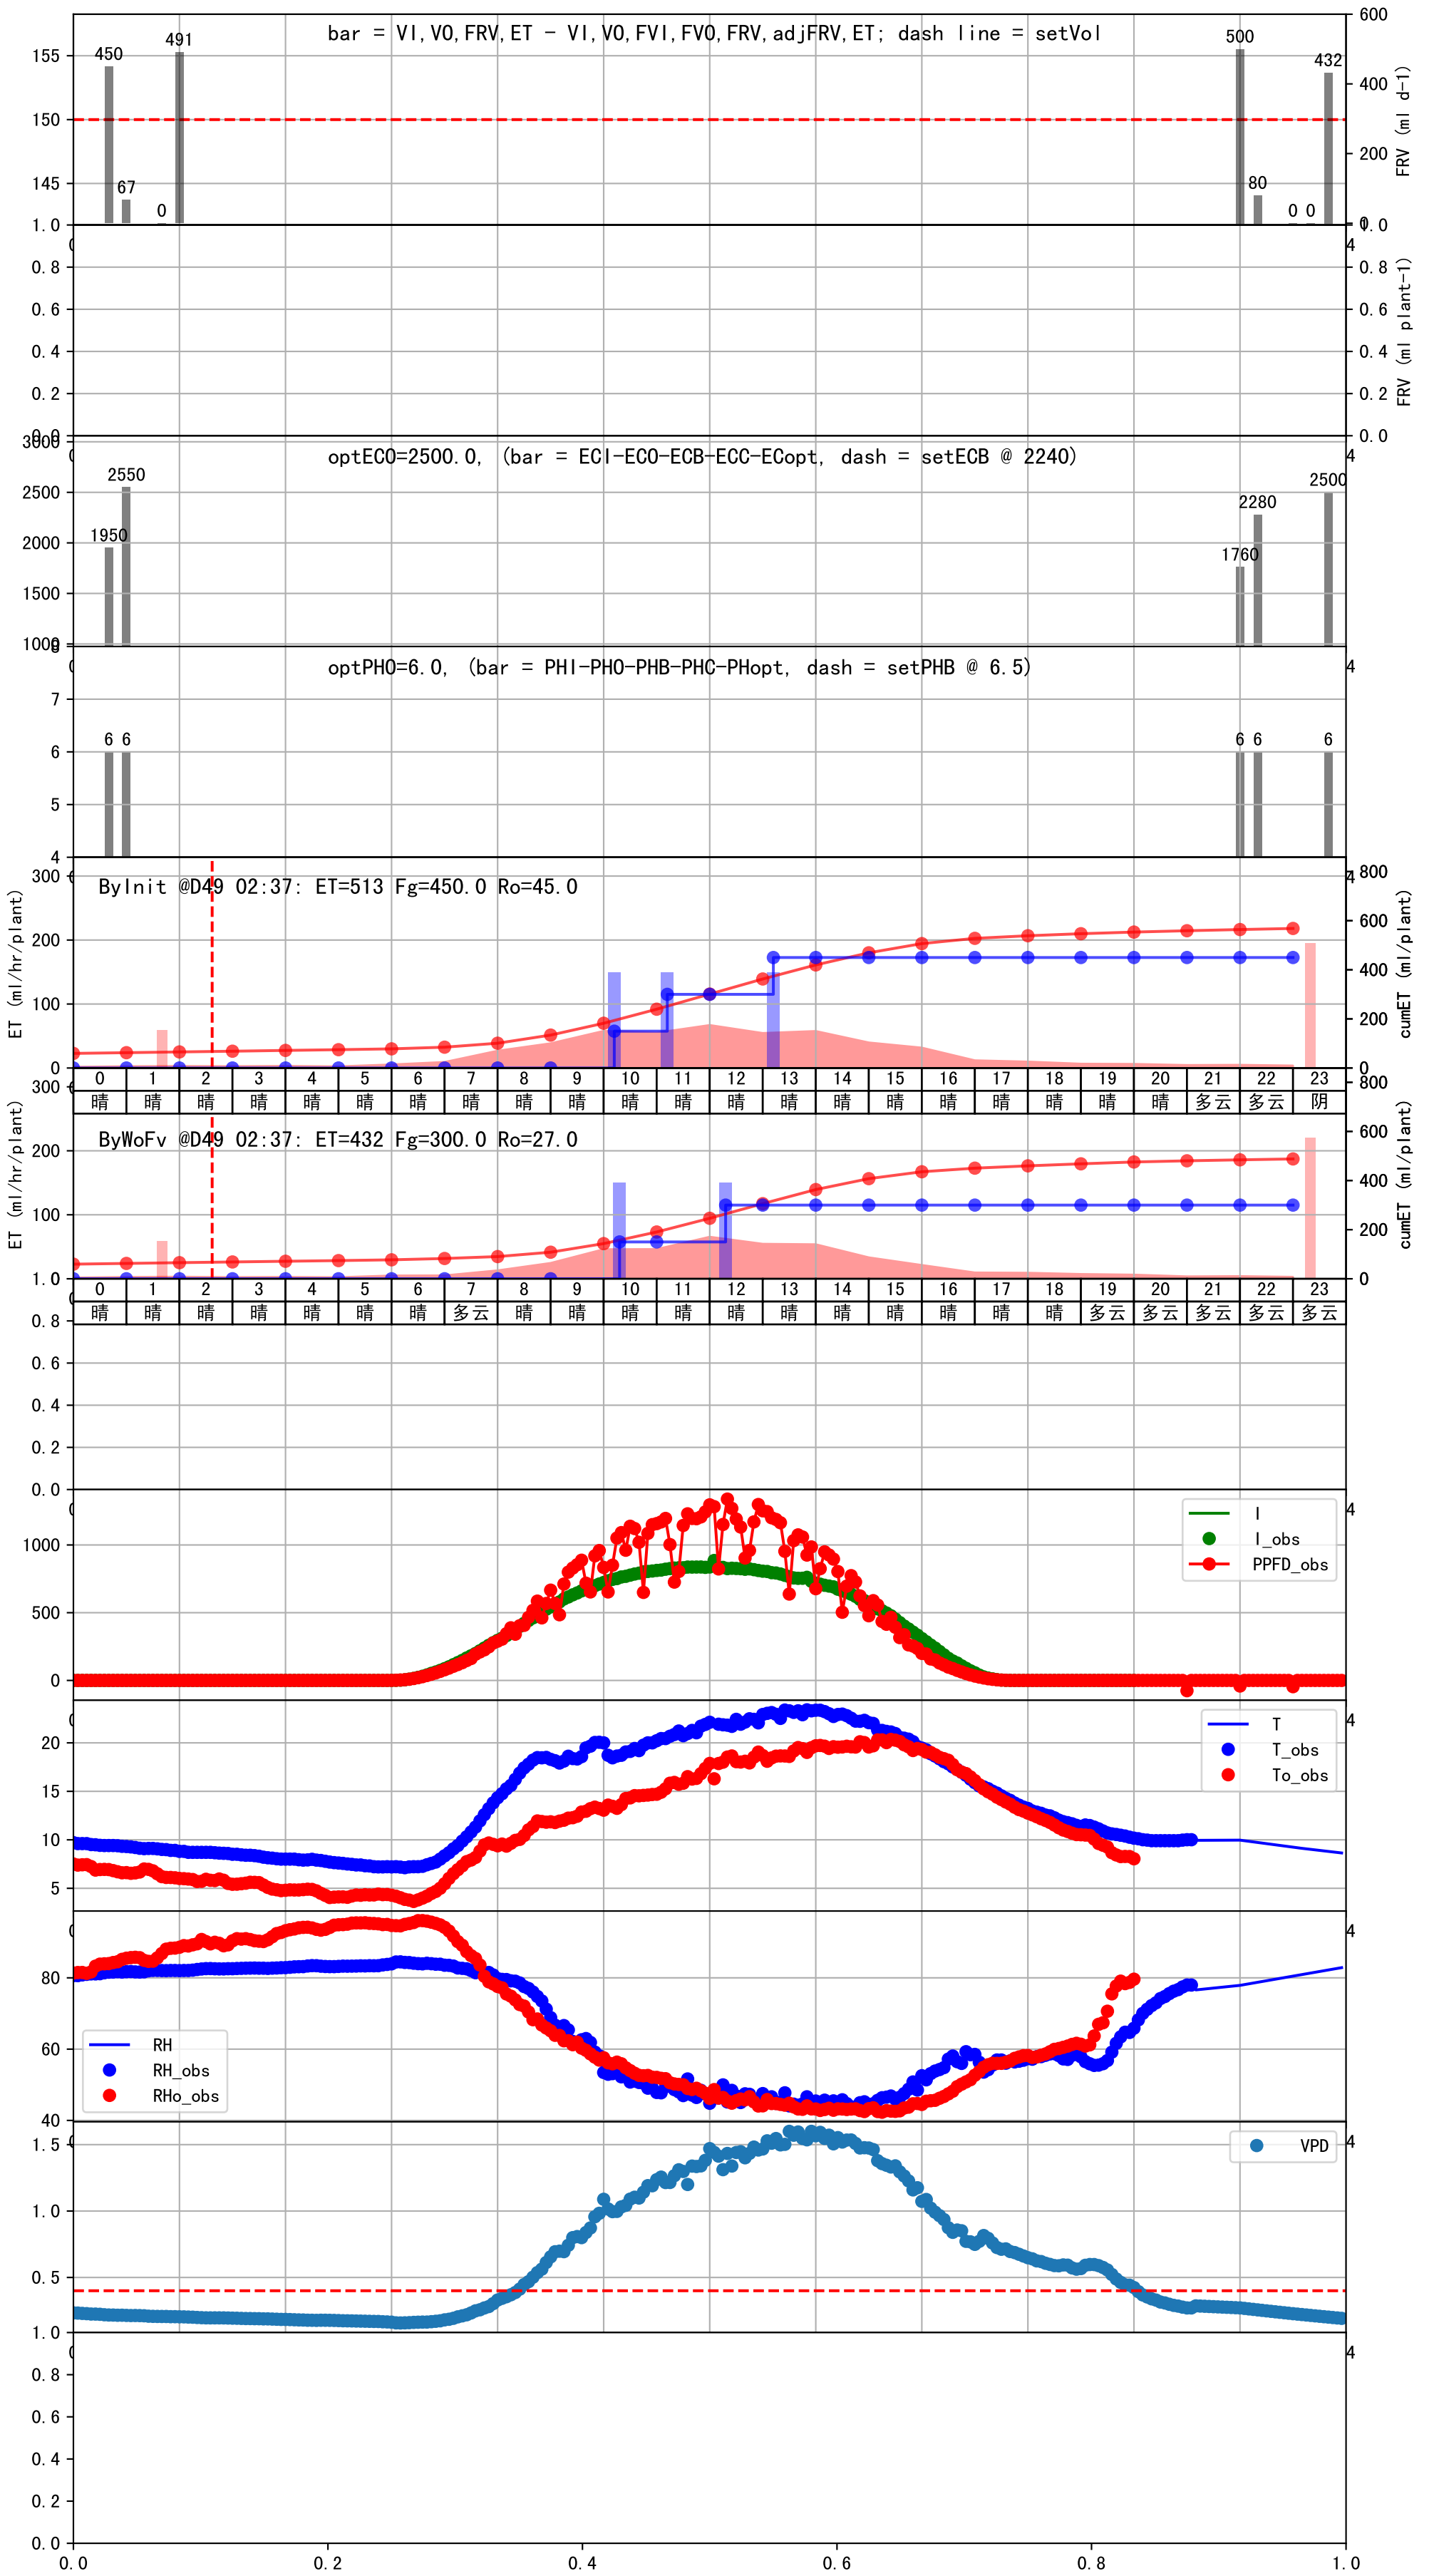 bar = VI,VO,FRV,ET - VI,VO,FVI,FVO,FRV,adjFRV,ET; dash line = setVol
450 67 0 491 500 80 0 0 432
155 150 145
600 400 200 0
FRV (ml d-1)
1.0 0.8 0.6 0.4 0.2 0.0
1.0 0.8 0.6 0.4 0.2 0.0
FRV (ml plant-1)
optECO=2500.0, (bar = ECI-ECO-ECB-ECC-ECopt, dash = setECB @ 2240)
1950 2550 1760 2280 2500
3000 2500 2000 1500 1000
optPHO=6.0, (bar = PHI-PHO-PHB-PHC-PHopt, dash = setPHB @ 6.5)
6 6 6 6 6
8 7 6 5 4
ByInit @D49 02:37: ET=513 Fg=450.0 Ro=45.0
ET (ml/hr/plant)
300 200 100 0
800 600 400 200 0
cumET (ml/plant)
0 1 2 3 4 5 6 7 8 9 10 11 12 13 14 15 16 17 18 19 20 21 22 23
晴 晴 晴 晴 晴 晴 晴 晴 晴 晴 晴 晴 晴 晴 晴 晴 晴 晴 晴 晴 晴 多云 多云 阴
ByWoFv @D49 02:37: ET=432 Fg=300.0 Ro=27.0
ET (ml/hr/plant)
300 200 100
800 600 400 200 0
cumET (ml/plant)
0 1 2 3 4 5 6 7 8 9 10 11 12 13 14 15 16 17 18 19 20 21 22 23
晴 晴 晴 晴 晴 晴 晴 多云 晴 晴 晴 晴 晴 晴 晴 晴 晴 晴 晴 多云 多云 多云 多云 多云
1.0 0.8 0.6 0.4 0.2 0.0
1000 500 0
I
I_obs
PPFD_obs
20 15 10 5
T
T_obs
To_obs
80 60 40
RH
RH_obs
RHo_obs
1.5 1.0 0.5
VPD
1.0 0.8 0.6 0.4 0.2 0.0
0.0 0.2 0.4 0.6 0.8 1.0